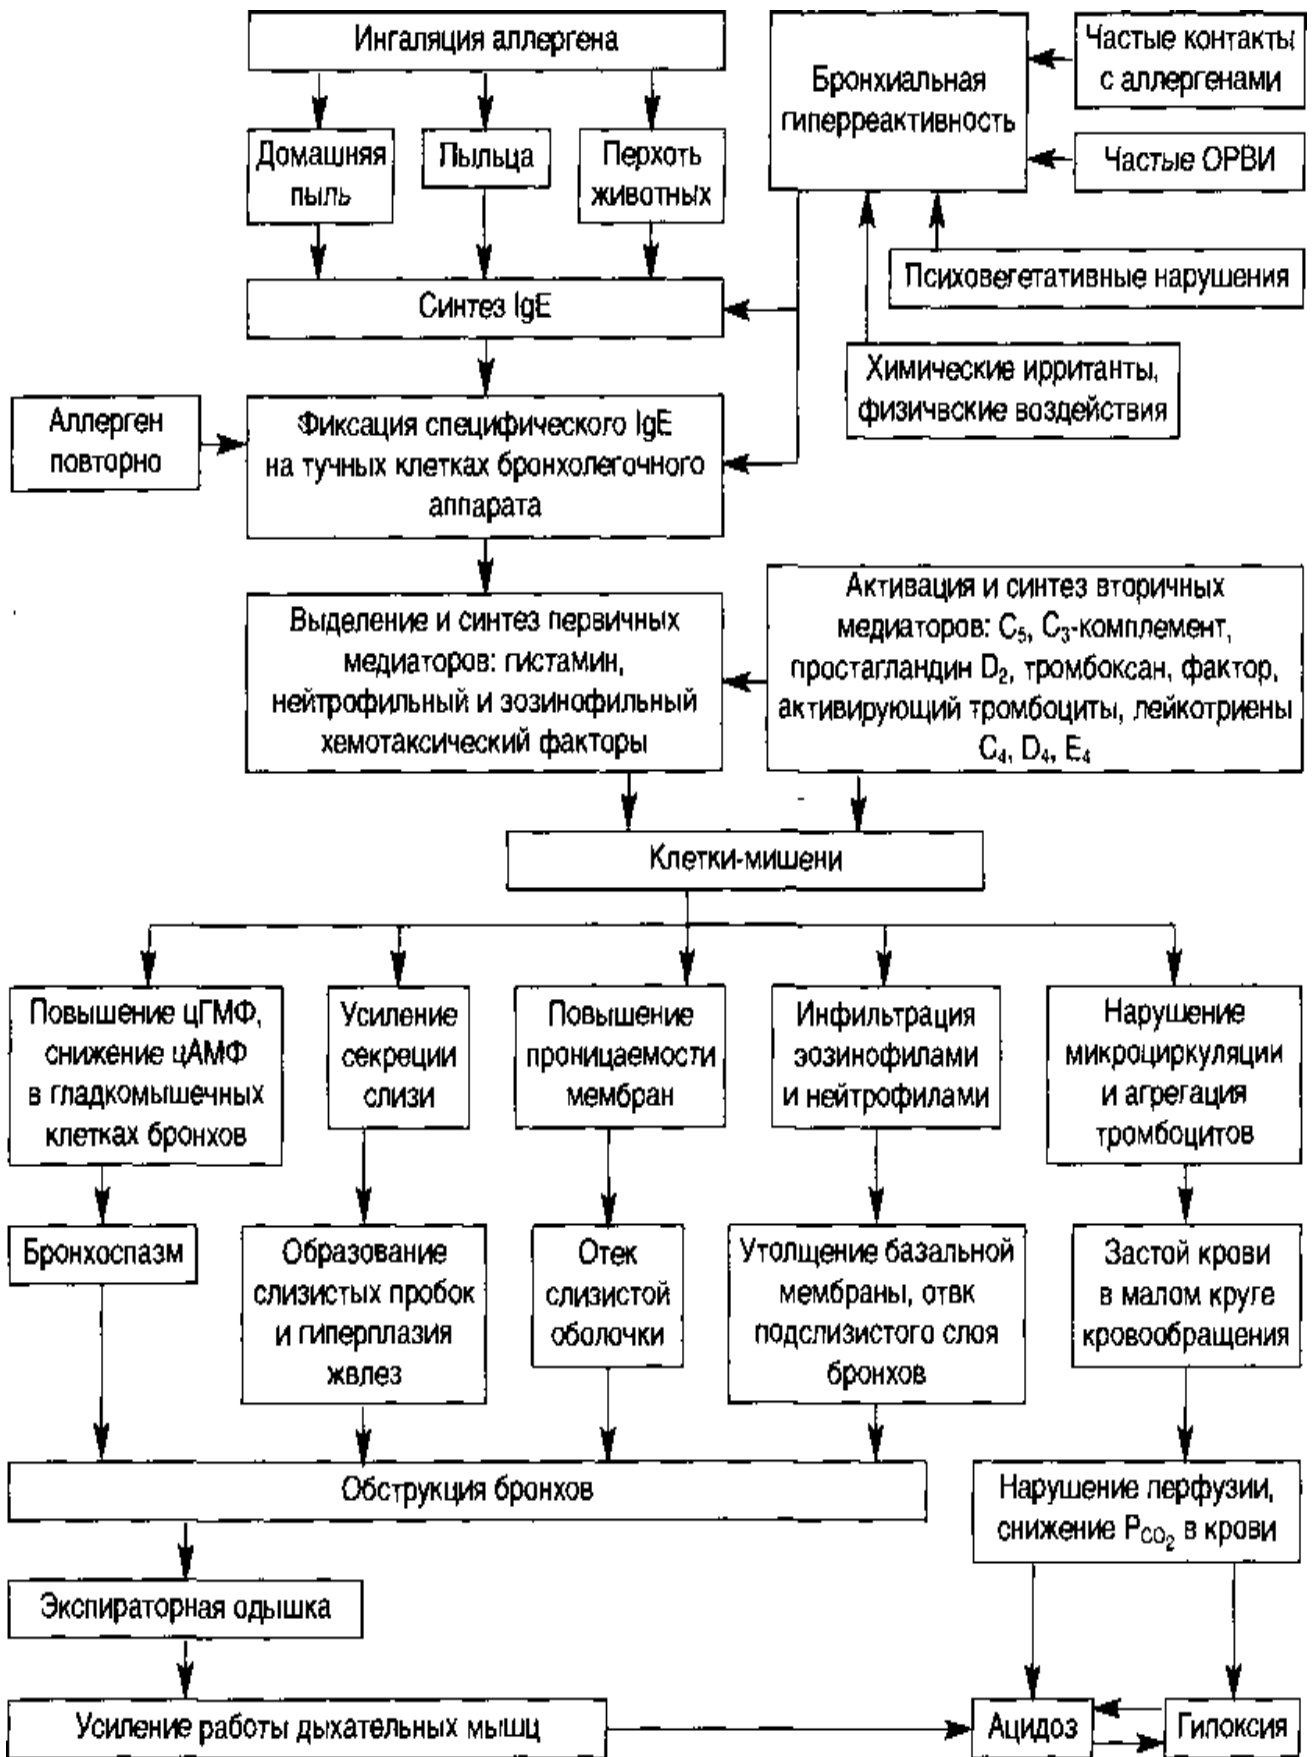 Ингаляция аллергена
Домашняя
пыль
Пыльца
Перхоть
животных
Бронхиальная
гиперреактивность
Частые контакты
с аллергенами
Частые ОРВИ
Психовегетативные нарушения
Химические ирританты,
физичвские воздействия
Синтез IgE
Аллерген
повторно
Фиксация специфического IgE
на тучных клетках бронхолегочного
аппарата
Выделение и синтез первичных
медиаторов: гистамин,
нейтрофильный и эозинофильный
хемотаксический факторы
Активация и синтез вторичных
медиаторов: C₅, C₃-комплемент,
простагландин D₂, тромбоксан, фактор,
активирующий тромбоциты, лейкотриены
C₄, D₄, E₄
Клетки-мишени
Повышение цГМФ,
снижение цАМФ
в гладкомышечных
клетках бронхов
Усиление
секреции
слизи
Повышение
проницаемости
мембран
Инфильтрация
эозинофилами
и нейтрофилами
Нарушение
микроциркуляции
и агрегация
тромбоцитов
Бронхоспазм
Образование
слизистых пробок
и гиперплазия
жвлез
Отек
слизистой
оболочки
Утолщение базальной
мембраны, отвк
подслизистого слоя
бронхов
Застой крови
в малом круге
кровообращения
Обструкция бронхов
Нарушение перфузии,
снижение P_CO₂ в крови
Экспираторная одышка
Усиление работы дыхательных мышц
Ацидоз
Гипоксия